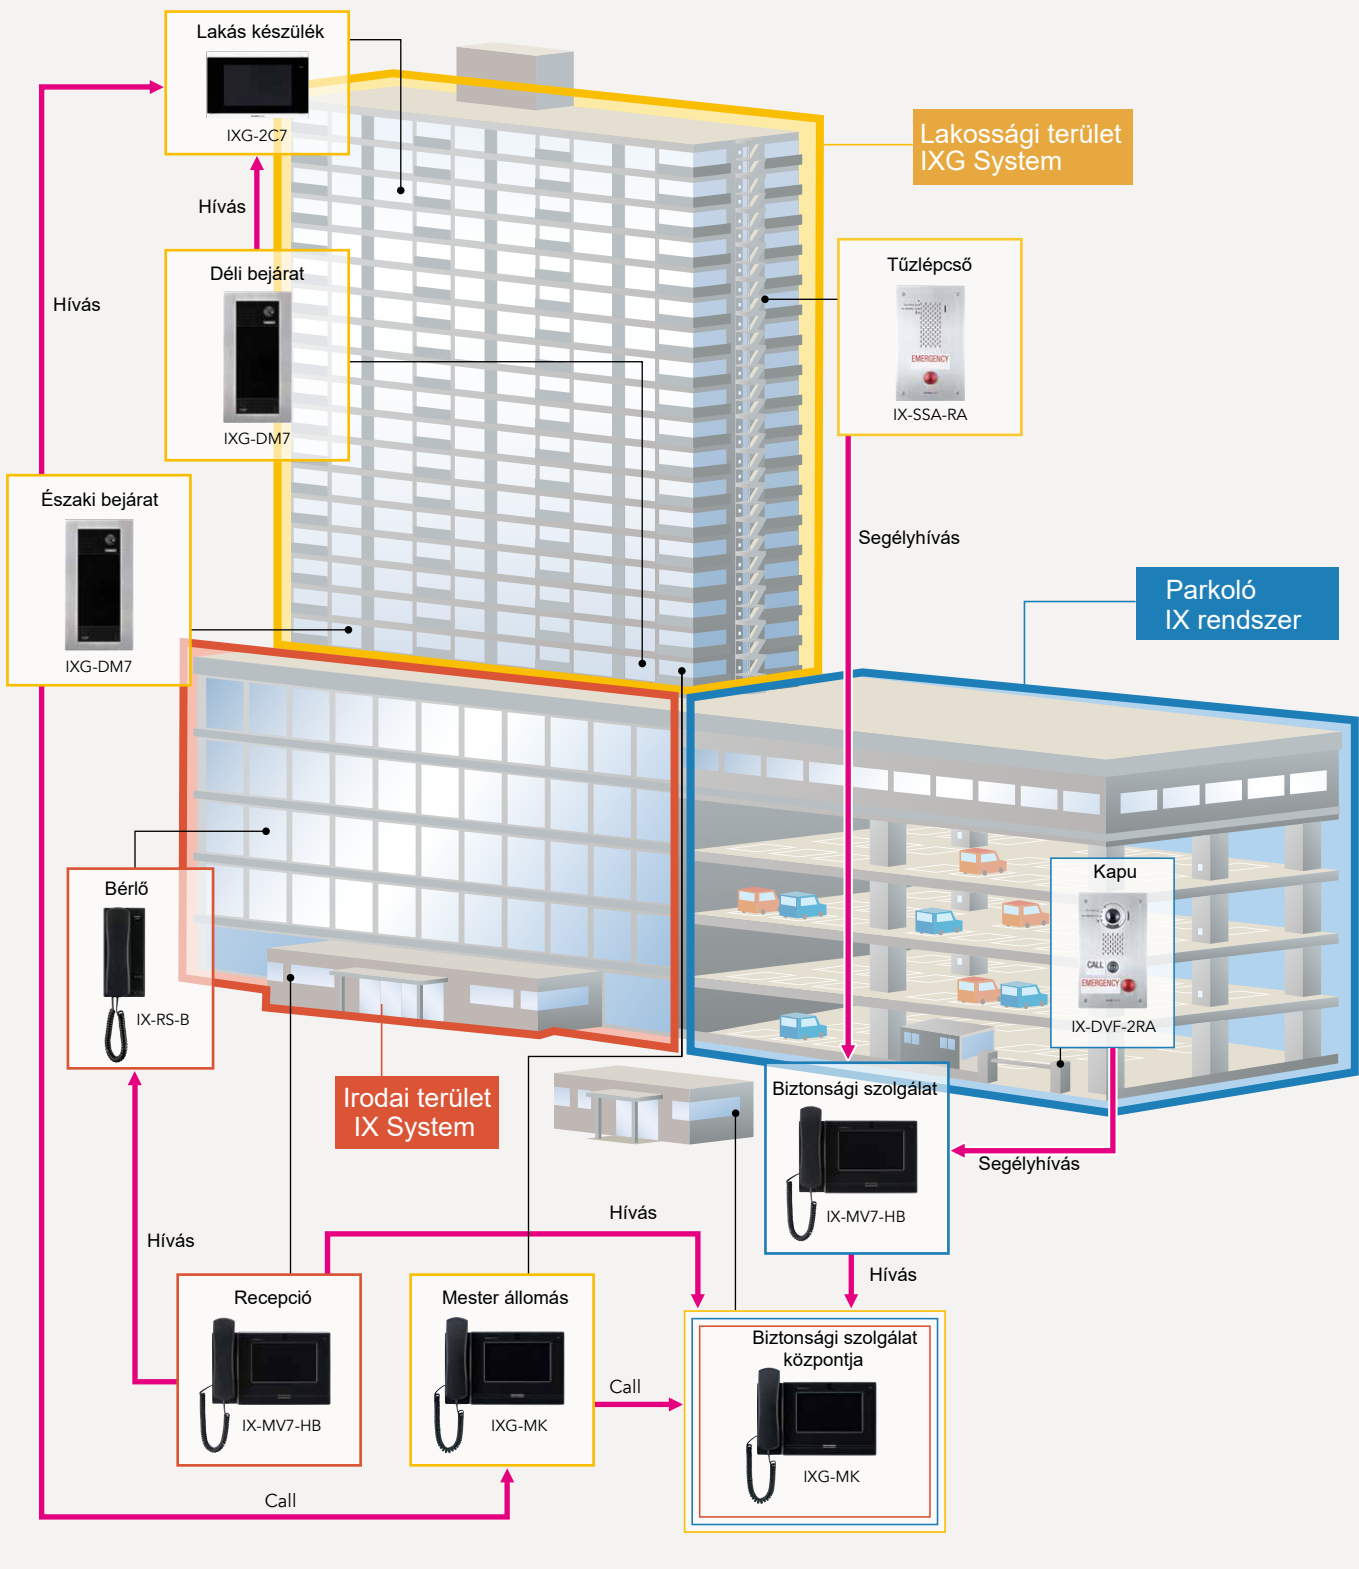 Lakás készülék
IXG-2C7
Lakossági terület
IXG System
Hívás
Déli bejárat
IXG-DM7
Tűzlépcső
EMERGENCY
IX-SSA-RA
Hívás
Északi bejárat
IXG-DM7
Segélyhívás
Parkoló
IX rendszer
Bérlő
IX-RS-B
Kapu
CALL
EMERGENCY
IX-DVF-2RA
Irodai terület
IX System
Biztonsági szolgálat
IX-MV7-HB
Segélyhívás
Hívás
Hívás
Hívás
Recepció
IX-MV7-HB
Mester állomás
IXG-MK
Call
Biztonsági szolgálat
központja
IXG-MK
Call